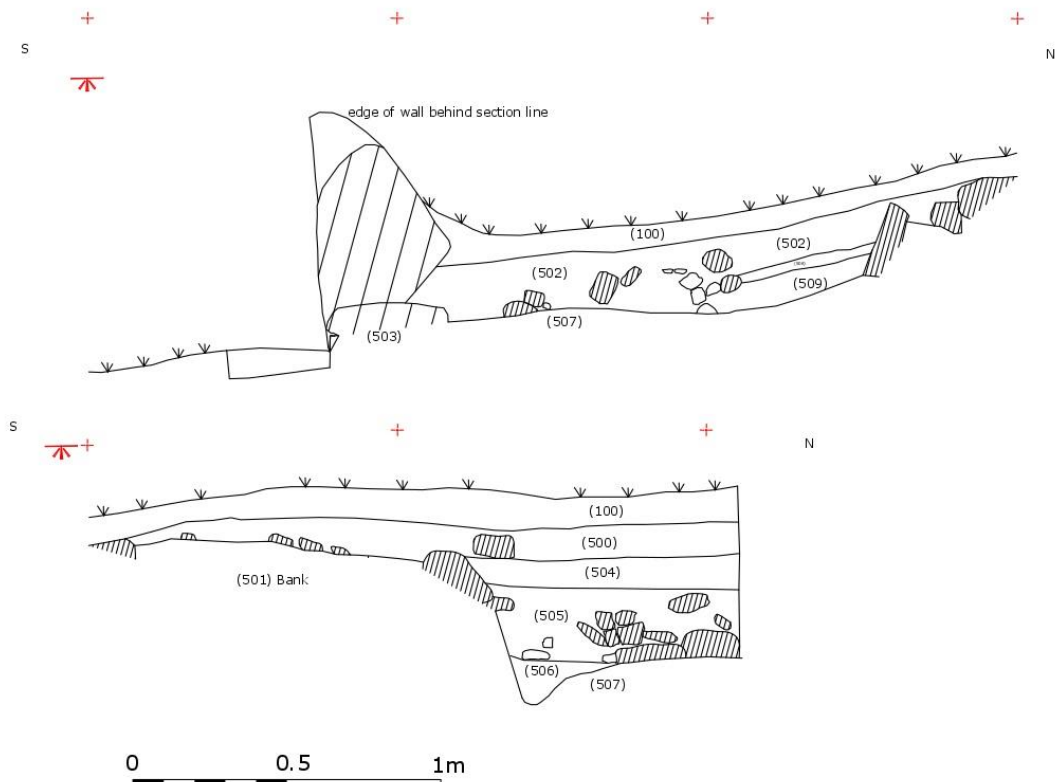 S
N
edge of wall behind section line
(100)
(502)
(502)
(509)
(507)
(503)
S
N
(100)
(500)
(504)
(501) Bank
(505)
(506)
(507)
0 0.5 1m